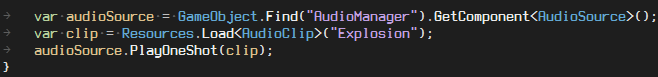 var audioSource = GameObject.Find("AudioManager").GetComponent<AudioSource>();
var clip = Resources.Load<AudioClip>("Explosion");
audioSource.PlayOneShot(clip);
}